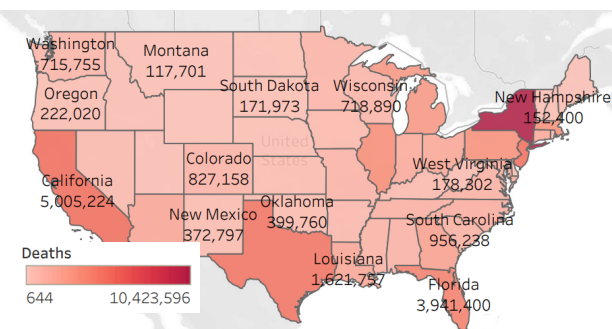 Washington
715,755
Montana
117,701
Oregon
222,020
South Dakota
171,973
Wisconsin
718,890
New Hampshire
152,400
United
States
Colorado
827,158
West Virginia
178,302
California
5,005,224
New Mexico
372,797
Oklahoma
399,760
South Carolina
956,238
Louisiana
1,621,757
Florida
3,941,400
Deaths
644
10,423,596